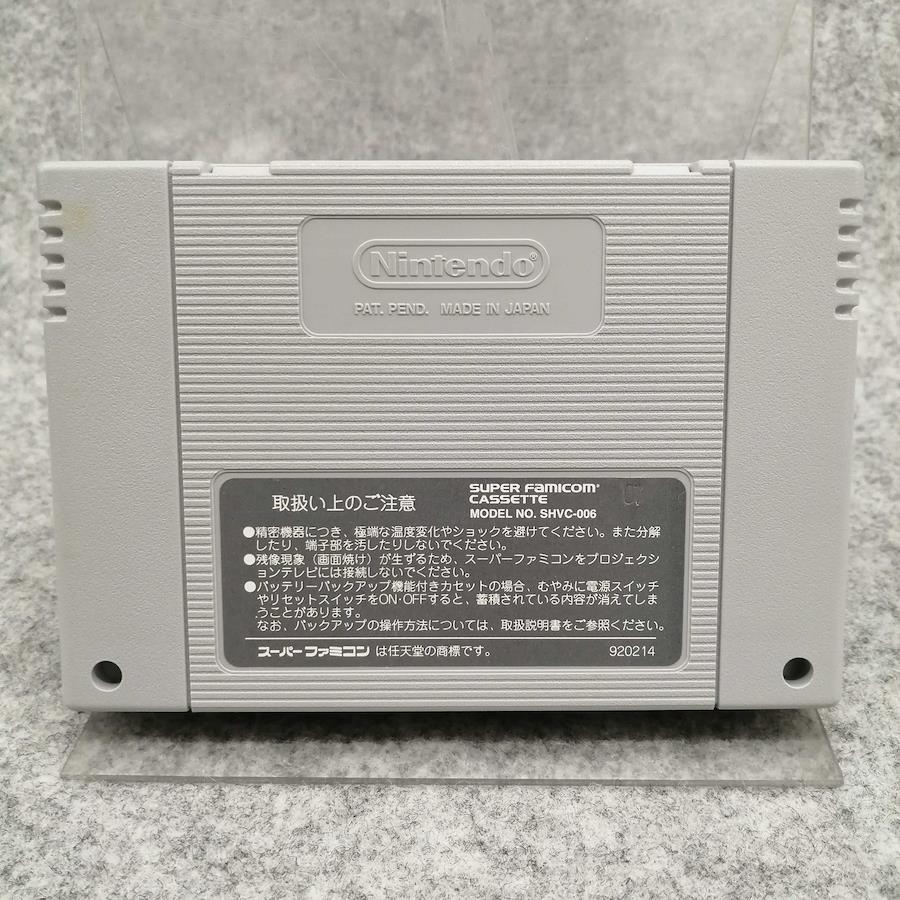 Nintendo®
PAT. PEND. MADE IN JAPAN
取扱い上のご注意
SUPER FAMICOM®
CASSETTE
MODEL NO. SHVC-006
●精密機器につき、極端な温度変化やショックを避けてください。また分解
したり、端子部を汚したりしないでください。
●残像現象（画面焼け）が生ずるため、スーパーファミコンをプロジェクシ
ョンテレビには接続しないでください。
●バッテリーバックアップ機能付きカセットの場合、むやみに電源スイッチ
やリセットスイッチをON・OFFすると、蓄積されている内容が消えてしま
うことがあります。
なお、バックアップの操作方法については、取扱説明書をご参照ください。
スーパーファミコン は任天堂の商標です。
920214